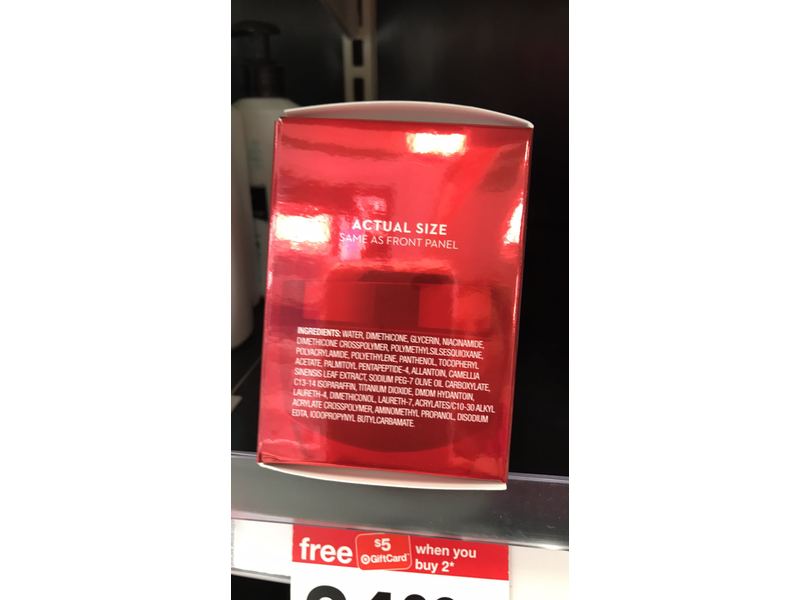 ACTUAL SIZE
SAME AS FRONT PANEL
INGREDIENTS: WATER, DIMETHICONE, GLYCERIN, NIACINAMIDE,
DIMETHICONE CROSSPOLYMER, POLYMETHYLSILSESQUIOXANE,
POLYACRYLAMIDE, POLYETHYLENE, PANTHENOL, TOCOPHERYL
ACETATE, PALMITOYL PENTAPEPTIDE-4, ALLANTOIN, CAMELLIA
SINENSIS LEAF EXTRACT, SODIUM PEG-7 OLIVE OIL CARBOXYLATE,
C13-14 ISOPARAFFIN, TITANIUM DIOXIDE, DMDM HYDANTOIN,
LAURETH-4, DIMETHICONOL, LAURETH-7, ACRYLATES/C10-30 ALKYL
ACRYLATE CROSSPOLYMER, AMINOMETHYL PROPANOL, DISODIUM
EDTA, IODOPROPYNYL BUTYLCARBAMATE.
free $5 GiftCard when you
buy 2*